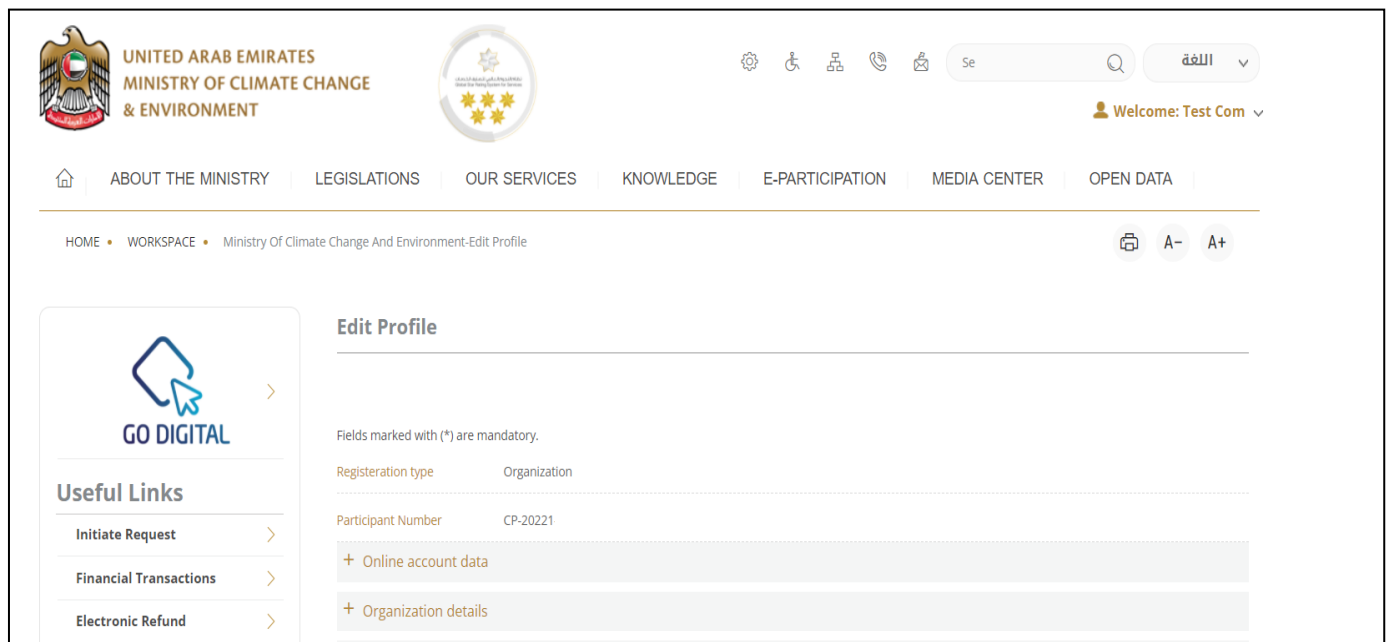 UNITED ARAB EMIRATES
MINISTRY OF CLIMATE CHANGE
& ENVIRONMENT
Se
اللغة
Welcome: Test Com
ABOUT THE MINISTRY
LEGISLATIONS
OUR SERVICES
KNOWLEDGE
E-PARTICIPATION
MEDIA CENTER
OPEN DATA
HOME • WORKSPACE • Ministry Of Climate Change And Environment-Edit Profile
A- A+
GO DIGITAL
Useful Links
Initiate Request
Financial Transactions
Electronic Refund
Edit Profile
Fields marked with (*) are mandatory.
Registeration type Organization
Participant Number CP-20221
+ Online account data
+ Organization details